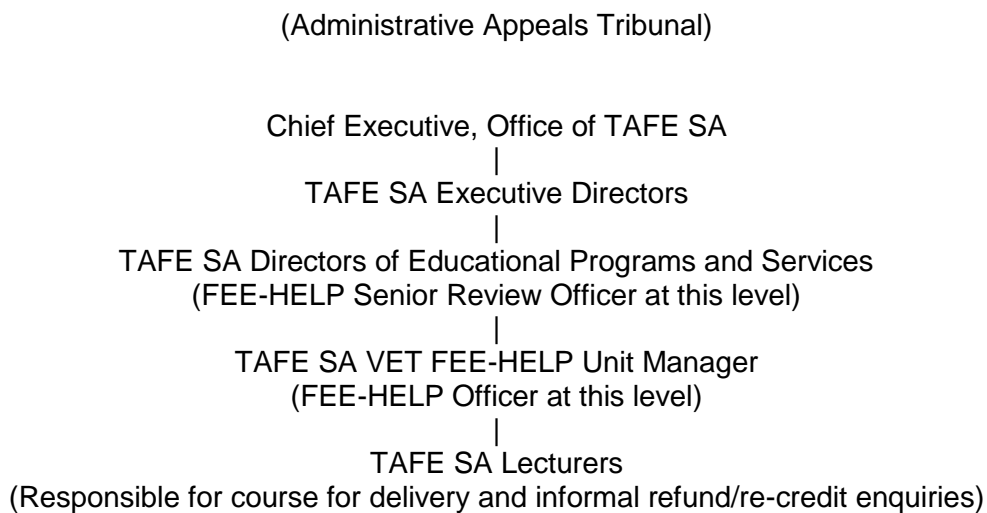 (Administrative Appeals Tribunal)
Chief Executive, Office of TAFE SA
|
TAFE SA Executive Directors
|
TAFE SA Directors of Educational Programs and Services
(FEE-HELP Senior Review Officer at this level)
|
TAFE SA VET FEE-HELP Unit Manager
(FEE-HELP Officer at this level)
|
TAFE SA Lecturers
(Responsible for course for delivery and informal refund/re-credit enquiries)